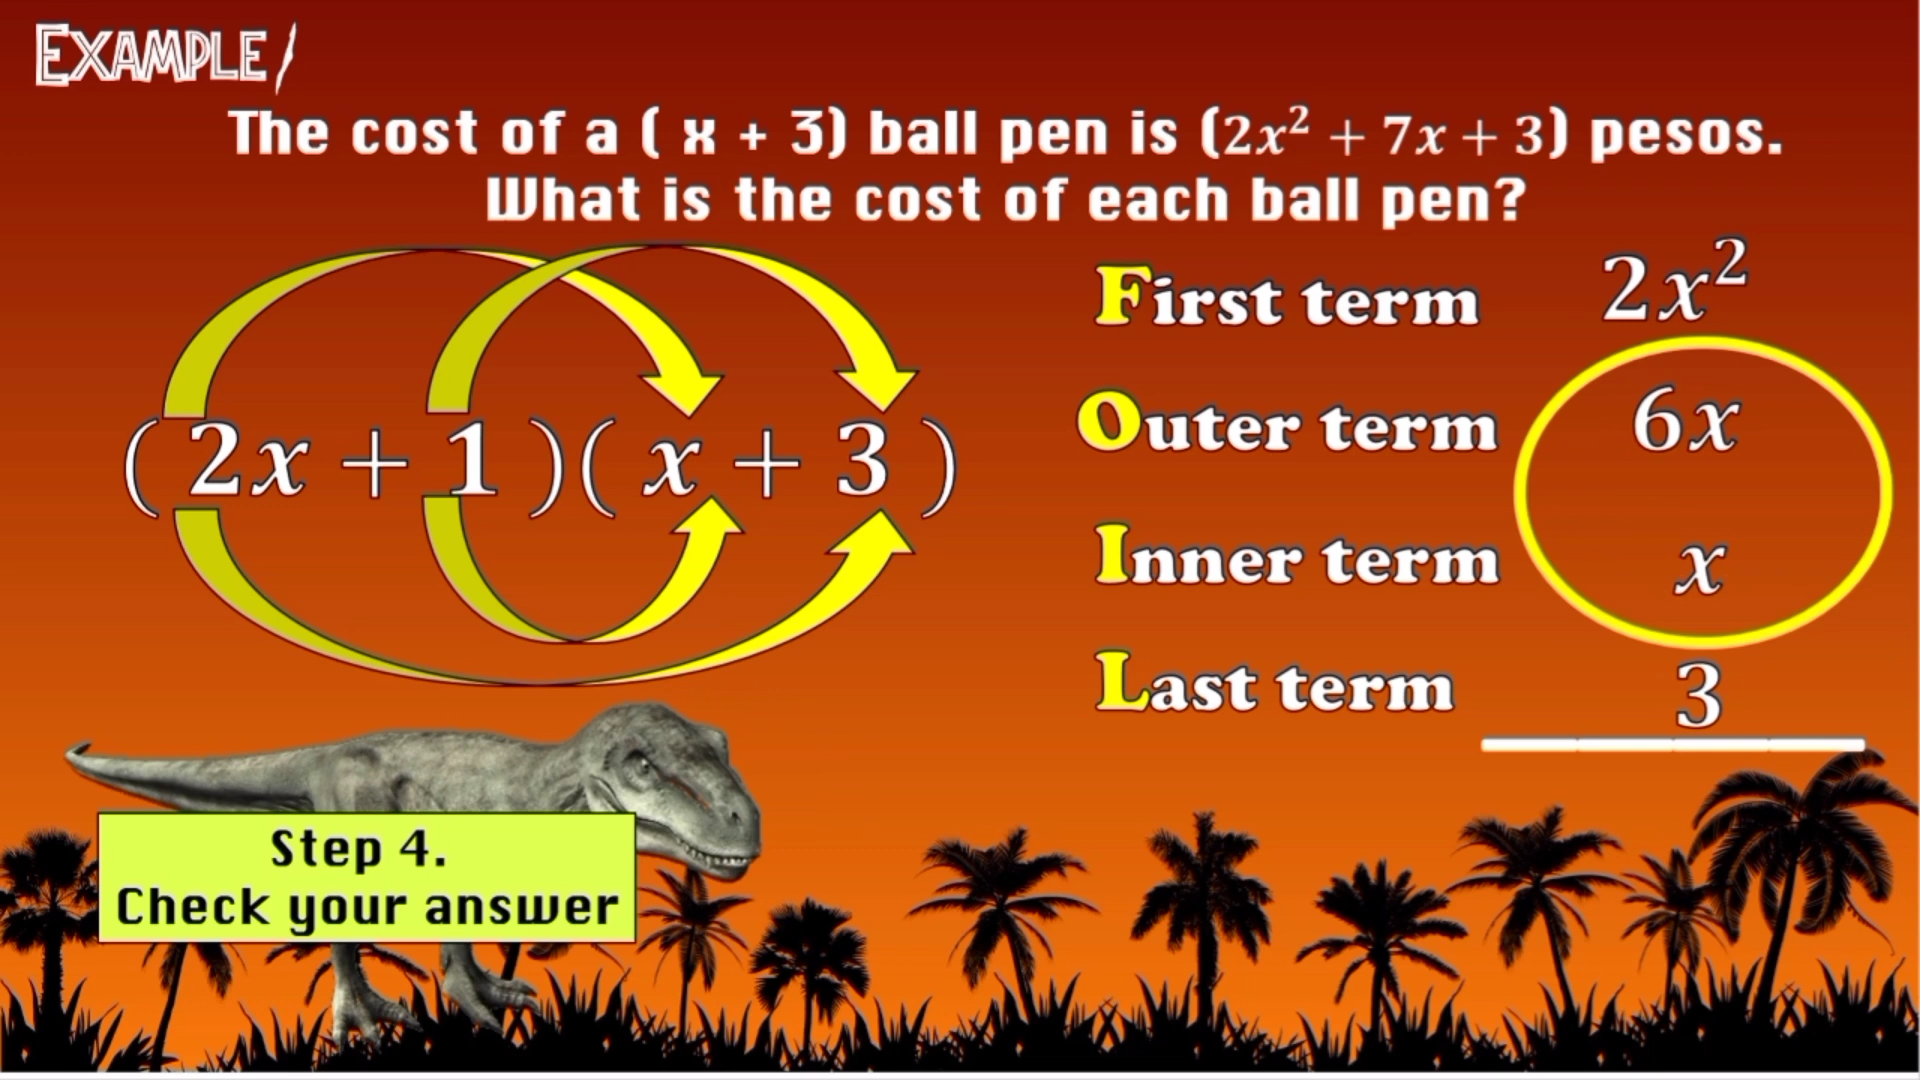 EXAMPLE/
The cost of a ( x + 3) ball pen is (2x² + 7x + 3) pesos.
What is the cost of each ball pen?
( 2x + 1 )( x + 3 )
First term 2x²
Outer term 6x
Inner term x
Last term 3
Step 4.
Check your answer